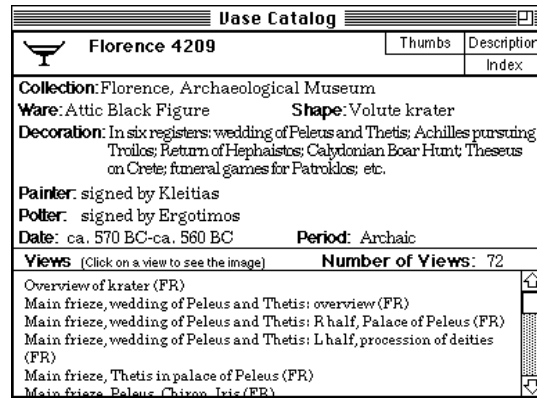 Vase Catalog
Florence 4209
Thumbs
Description
Index
Collection: Florence, Archaeological Museum
Ware: Attic Black Figure Shape: Volute krater
Decoration: In six registers: wedding of Peleus and Thetis; Achilles pursuing
Troilos; Return of Hephaistos; Calydonian Boar Hunt; Theseus
on Crete; funeral games for Patroklos; etc.
Painter: signed by Kleitias
Potter: signed by Ergotimos
Date: ca. 570 BC-ca. 560 BC Period: Archaic
Views (Click on a view to see the image) Number of Views: 72
Overview of krater (FR)
Main frieze, wedding of Peleus and Thetis: overview (FR)
Main frieze, wedding of Peleus and Thetis: R half, Palace of Peleus (FR)
Main frieze, wedding of Peleus and Thetis: L half, procession of deities
(FR)
Main frieze, Thetis in palace of Peleus (FR)
Main frieze, Peleus, Chiron, Iris (FR)